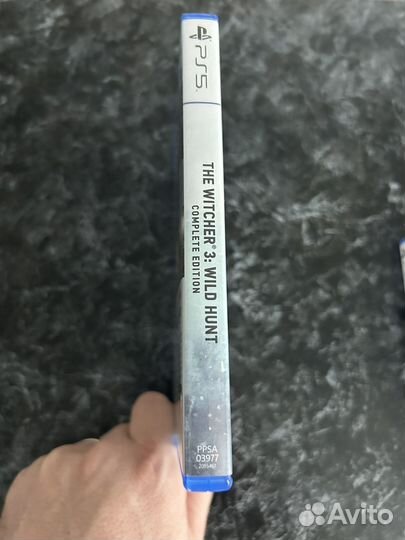 PS5
THE WITCHER® 3: WILD HUNT
COMPLETE EDITION
PPSA
03977
Avito